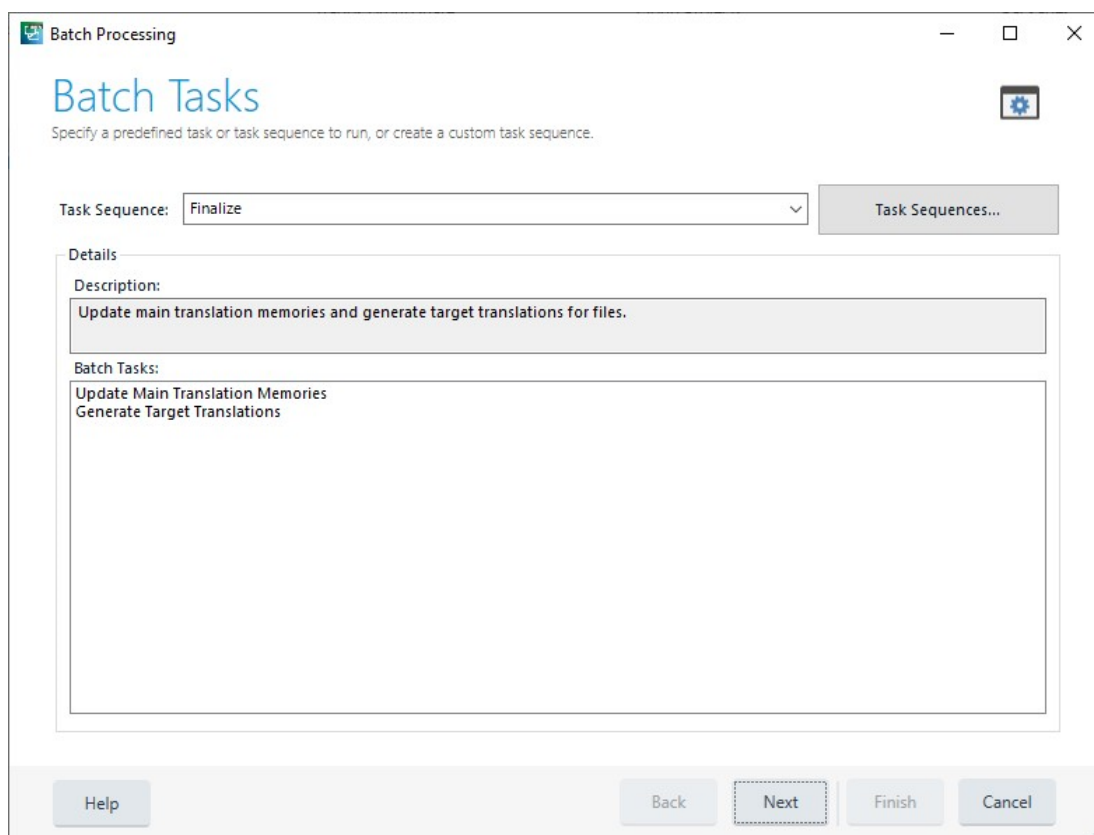 Batch Processing
Batch Tasks
Specify a predefined task or task sequence to run, or create a custom task sequence.
Task Sequence: Finalize Task Sequences...
Details
Description:
Update main translation memories and generate target translations for files.
Batch Tasks:
Update Main Translation Memories
Generate Target Translations
Help Back Next Finish Cancel